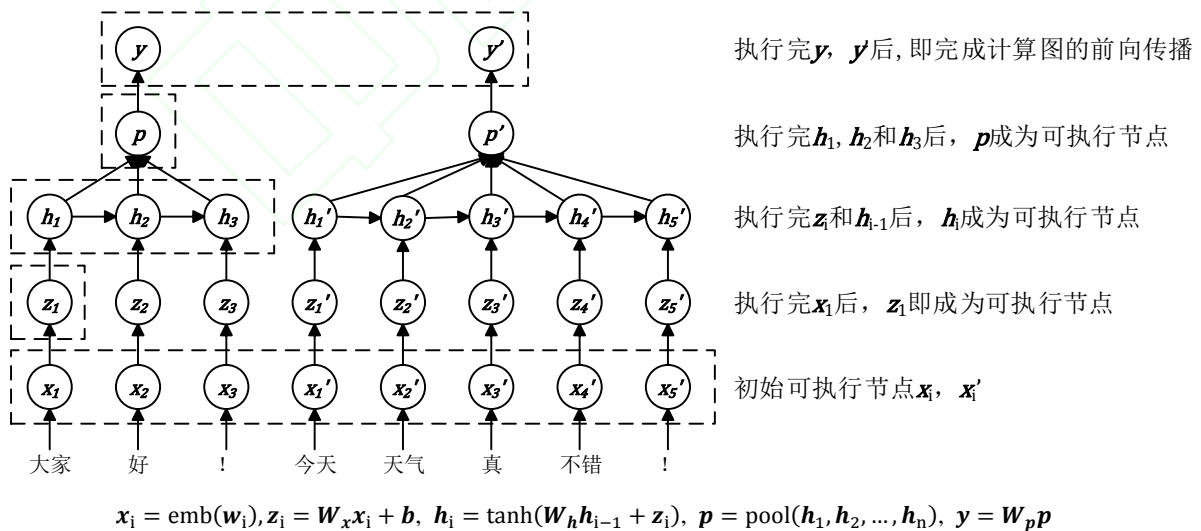 y y′ 执行完y，y′后,即完成计算图的前向传播
p p′ 执行完h₁, h₂和h₃后，p成为可执行节点
h₁ h₂ h₃ h₁′ h₂′ h₃′ h₄′ h₅′ 执行完zᵢ和hᵢ₋₁后，hᵢ成为可执行节点
z₁ z₂ z₃ z₁′ z₂′ z₃′ z₄′ z₅′ 执行完x₁后，z₁即成为可执行节点
x₁ x₂ x₃ x₁′ x₂′ x₃′ x₄′ x₅′ 初始可执行节点xᵢ，xᵢ′
大家 好 ! 今天 天气 真 不错 !
xᵢ = emb(wᵢ), zᵢ = Wₓxᵢ + b, hᵢ = tanh(Wₕhᵢ₋₁ + zᵢ), p = pool(h₁, h₂, …, hₙ), y = Wₚp